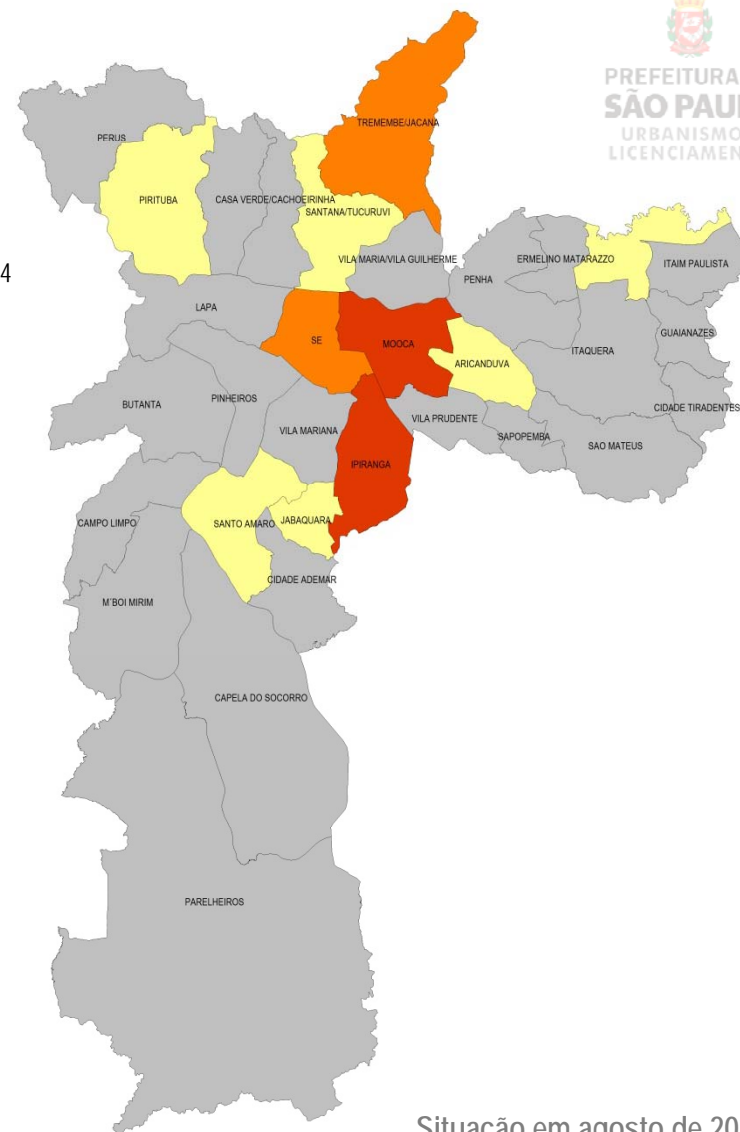 PREFEITURA
SÃO PAUL
URBANISMO
LICENCIAMEN
TREMEMBE/JACANA
PERUS
PIRITUBA
CASA VERDE/CACHOEIRINHA
SANTANA/TUCURUVI
VILA MARIA/VILA GUILHERME
ERMELINO MATARAZZO
ITAIM PAULISTA
PENHA
4
LAPA
GUAIANAZES
SE
MOOCA
ITAQUERA
ARICANDUVA
BUTANTA
PINHEIROS
CIDADE TIRADENTES
VILA PRUDENTE
VILA MARIANA
SAPOPEMBA
SAO MATEUS
IPIRANGA
CAMPO LIMPO
SANTO AMARO
JABAQUARA
CIDADE ADEMAR
M'BOI MIRIM
CAPELA DO SOCORRO
PARELHEIROS
Situação em agosto de 20